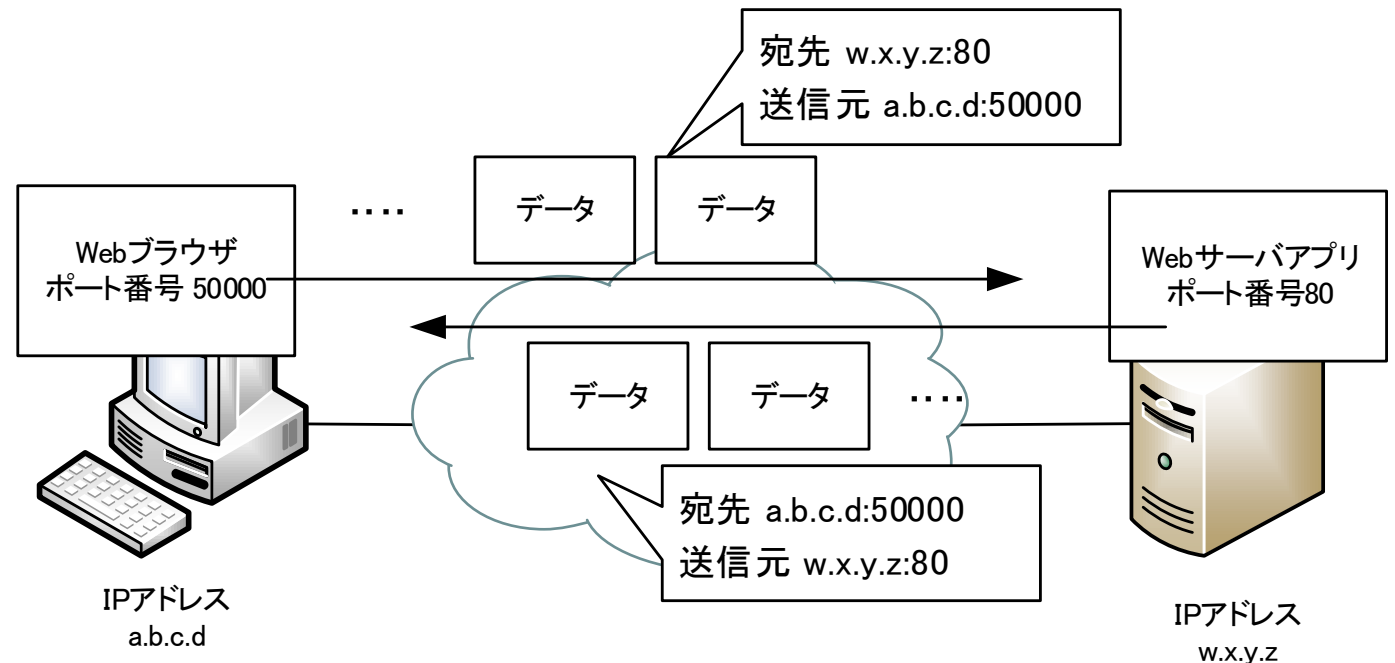 宛先 w.x.y.z:80
送信元 a.b.c.d:50000
‥‥
データ
データ
Webブラウザ
ポート番号 50000
Webサーバアプリ
ポート番号80
データ
データ
‥‥
宛先 a.b.c.d:50000
送信元 w.x.y.z:80
IPアドレス
a.b.c.d
IPアドレス
w.x.y.z